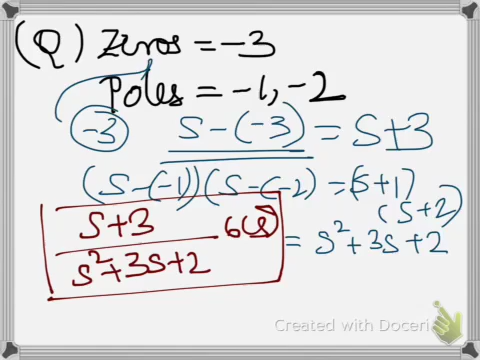 (Q) Zeros = -3
Poles = -1, -2
-3 s-(-3) = s+3
(s-(-1))(s-(-2) = (s+1)
(s+2)
= s²+3s+2
s+3
G(s)
s²+3s+2
Created with Doceri